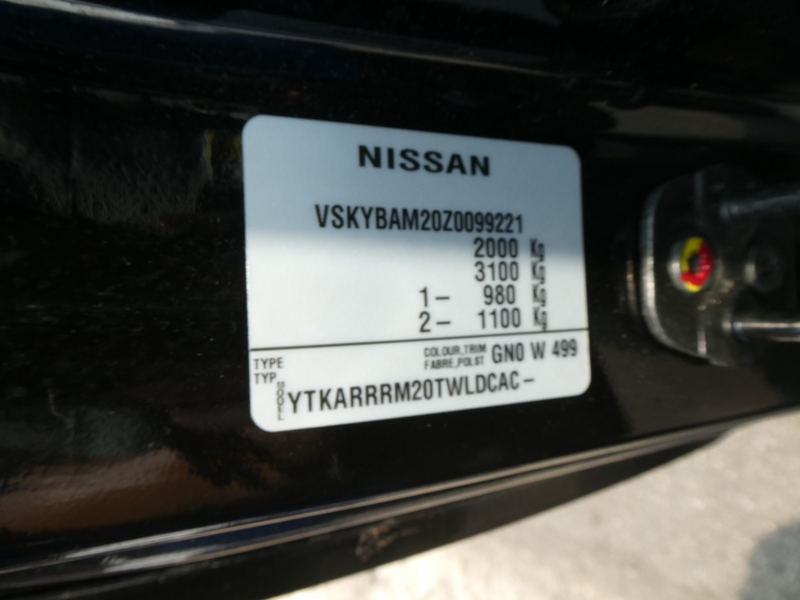 NISSAN
VSKYBAM20Z0099221
2000 Kg
3100 Kg
1- 980 Kg
2- 1100 Kg
TYPE
TYP
COLOUR,TRIM
FABRE,POLST GN0 W 499
MODEL YTKARRRM20TWLDCAC-